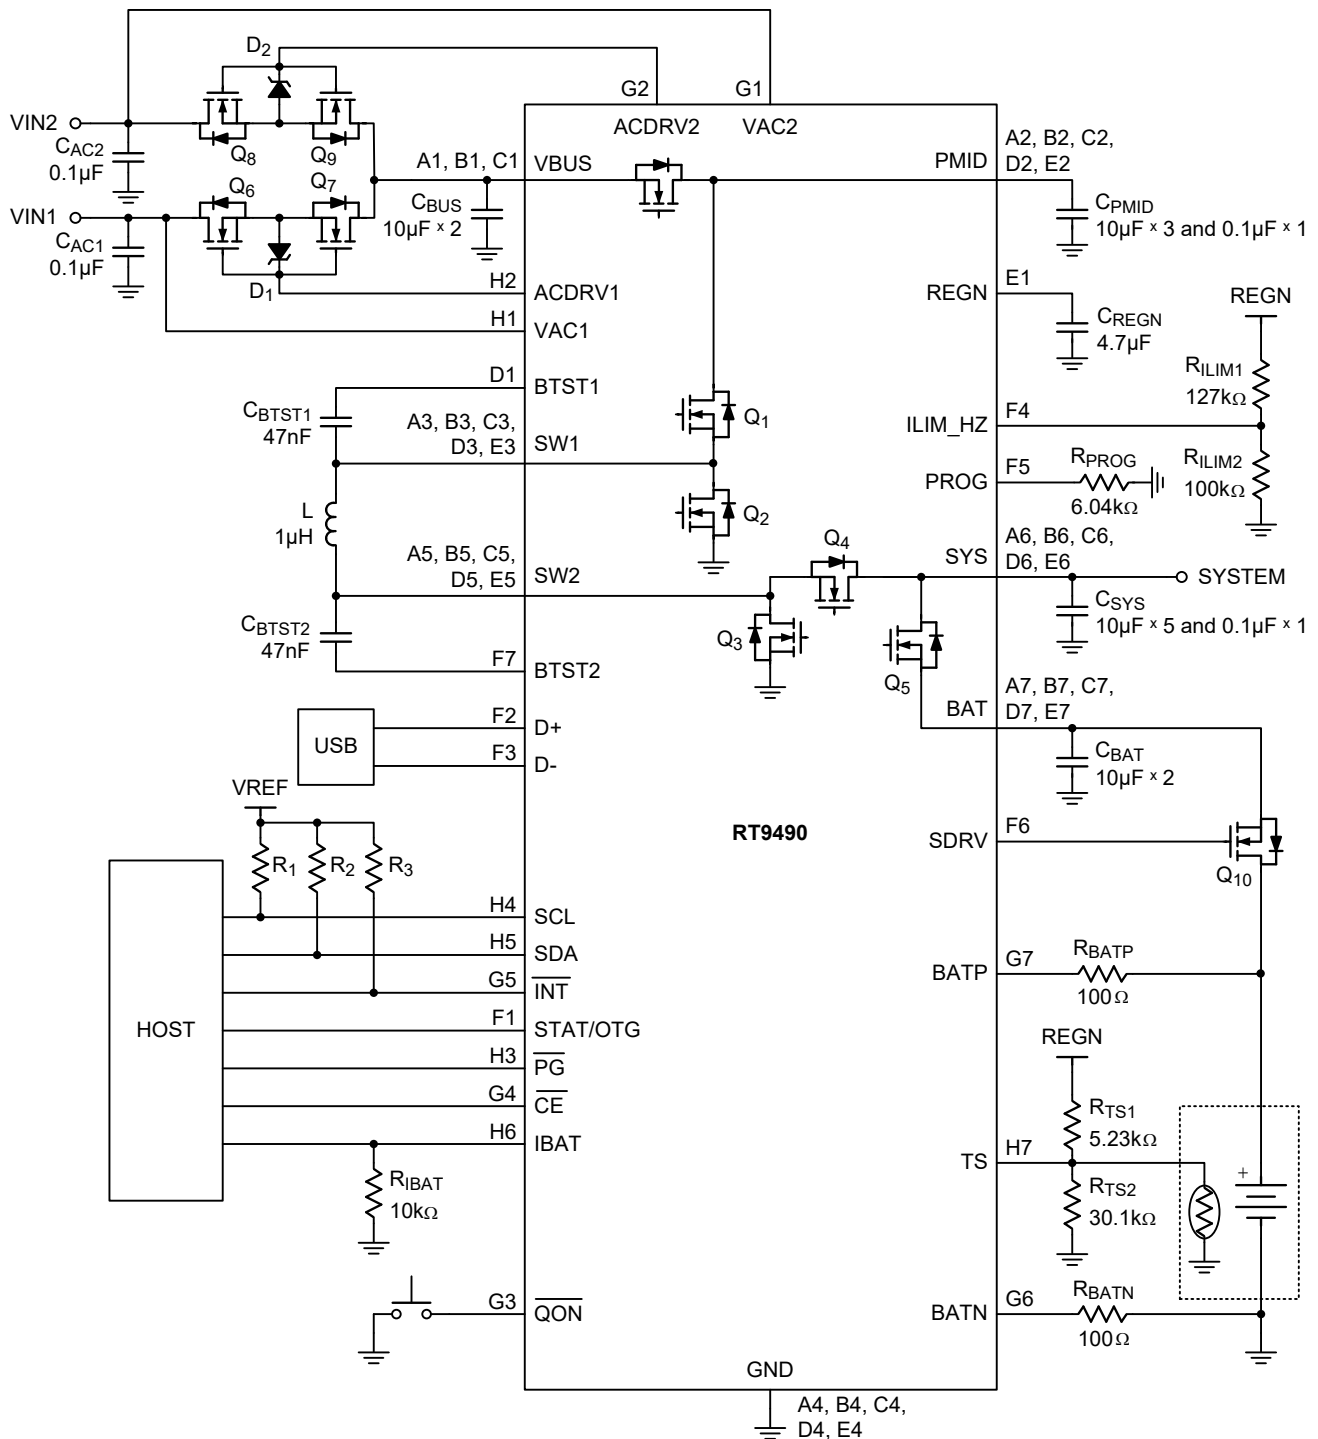 D2
G2
G1
VIN2
ACDRV2
VAC2
CAC2
0.1µF
Q8
Q9
A1, B1, C1
VBUS
PMID
A2, B2, C2,
D2, E2
Q6
Q7
VIN1
CBUS
10µF x 2
CPMID
10µF x 3 and 0.1µF x 1
CAC1
0.1µF
D1
H2
ACDRV1
REGN
E1
REGN
H1
VAC1
CREGN
4.7µF
RILIM1
127kΩ
D1
BTST1
CBTST1
47nF
A3, B3, C3,
D3, E3
SW1
Q1
ILIM_HZ
F4
PROG
F5
RPROG
6.04kΩ
RILIM2
100kΩ
L
1µH
Q2
A5, B5, C5,
D5, E5
SW2
Q4
SYS
A6, B6, C6,
D6, E6
SYSTEM
CBTST2
47nF
Q3
CSYS
10µF x 5 and 0.1µF x 1
F7
BTST2
Q5
BAT
A7, B7, C7,
D7, E7
USB
F2
D+
F3
D-
CBAT
10µF x 2
VREF
RT9490
SDRV
F6
Q10
R1
R2
R3
H4
SCL
H5
SDA
BATP
G7
RBATP
100Ω
G5
INT
HOST
F1
STAT/OTG
REGN
H3
PG
G4
CE
RTS1
5.23kΩ
H6
IBAT
TS
H7
+
RIBAT
10kΩ
RTS2
30.1kΩ
G3
QON
BATN
G6
RBATN
100Ω
GND
A4, B4, C4,
D4, E4